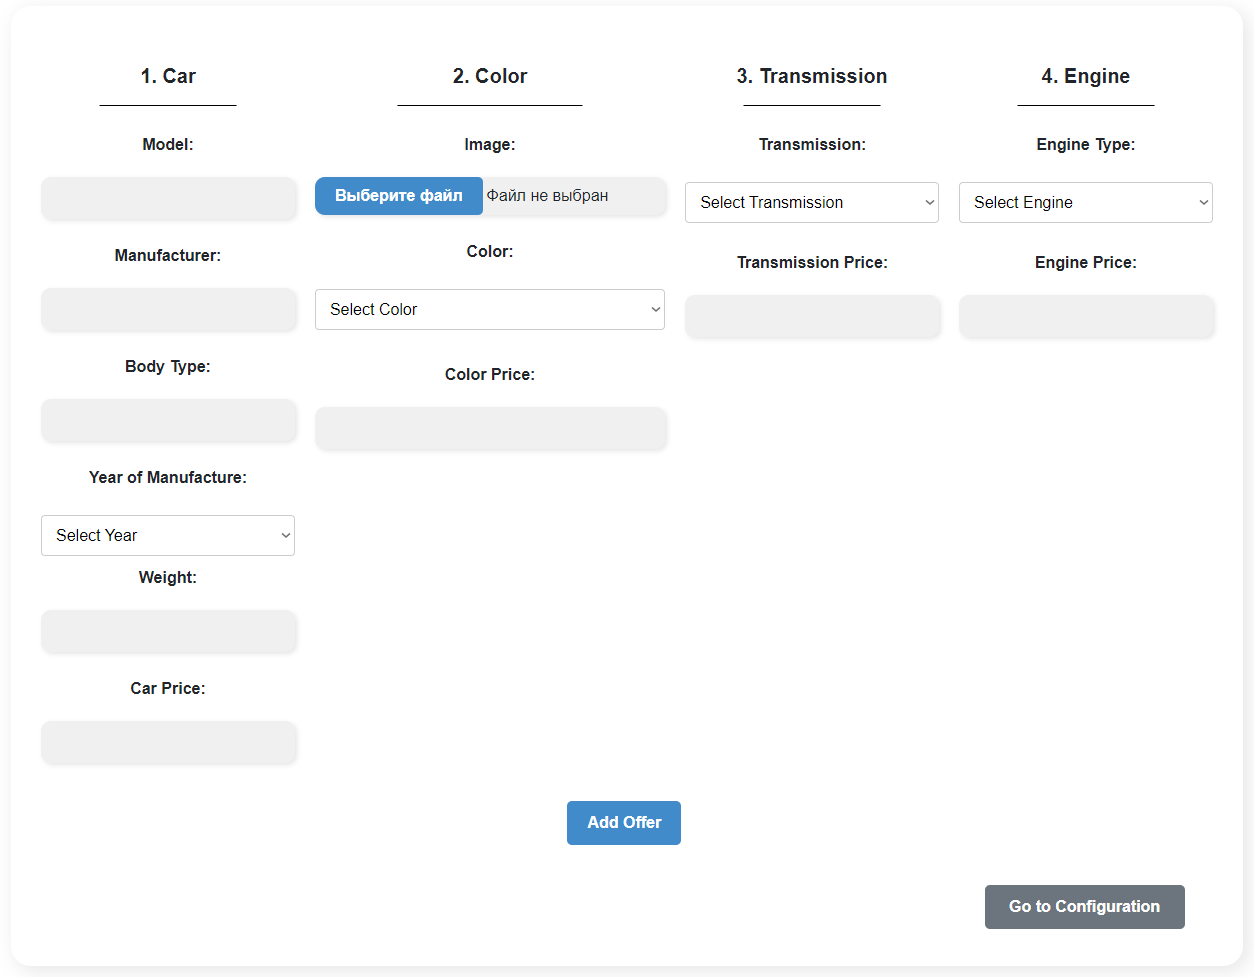 1. Car
Model:
Manufacturer:
Body Type:
Year of Manufacture:
Select Year
Weight:
Car Price:
2. Color
Image:
Выберите файл Файл не выбран
Color:
Select Color
Color Price:
3. Transmission
Transmission:
Select Transmission
Transmission Price:
4. Engine
Engine Type:
Select Engine
Engine Price:
Add Offer
Go to Configuration